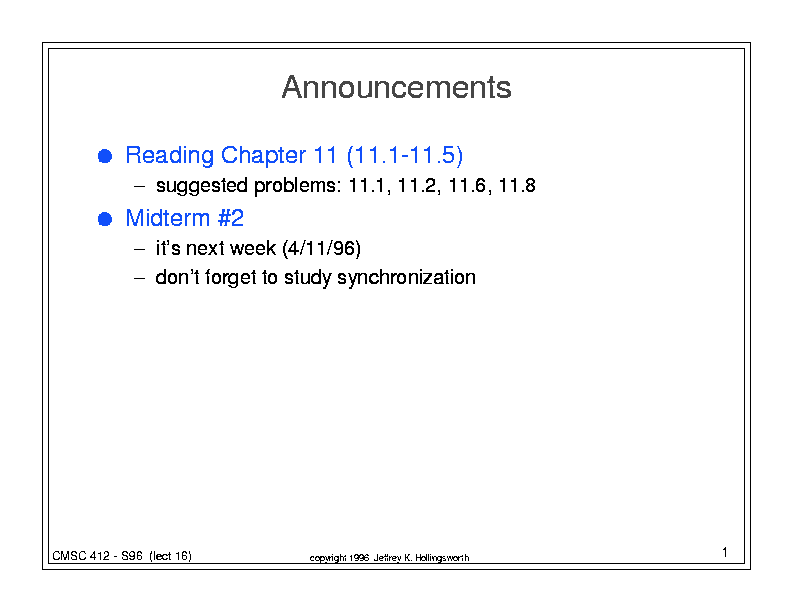 Announcements
● Reading Chapter 11 (11.1-11.5)
– suggested problems: 11.1, 11.2, 11.6, 11.8
● Midterm #2
– it's next week (4/11/96)
– don't forget to study synchronization
CMSC 412 - S96 (lect 16)
copyright 1996 Jeffrey K. Hollingsworth
1